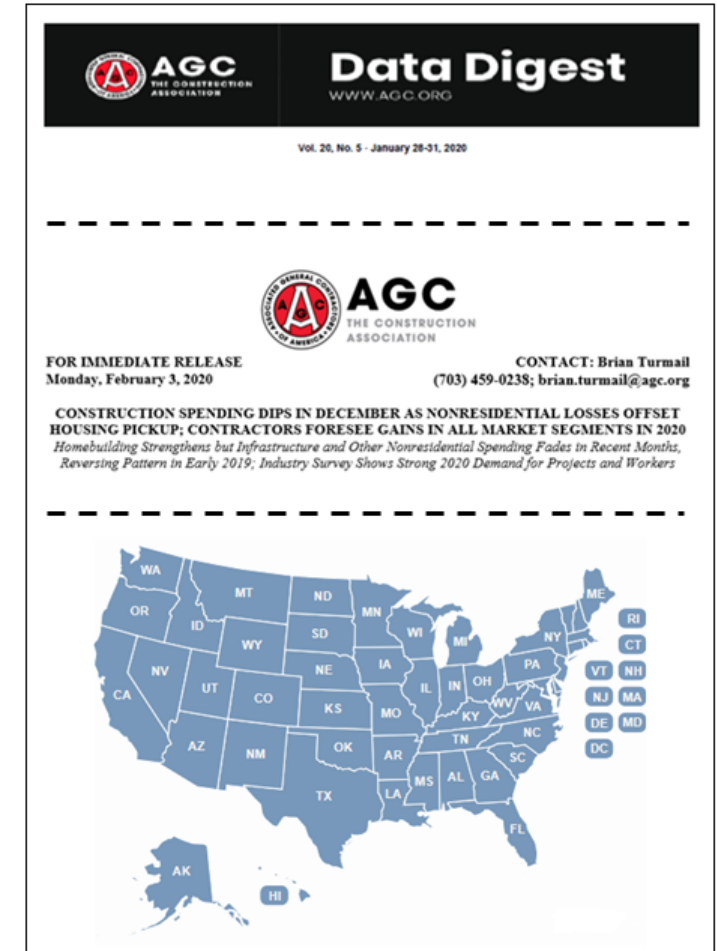 AGC
THE CONSTRUCTION
ASSOCIATION
Data Digest
WWW.AGC.ORG
Vol. 20, No. 5 - January 28-31, 2020
ASSOCIATED GENERAL CONTRACTORS
OF AMERICA
AGC
AGC
THE CONSTRUCTION
ASSOCIATION
FOR IMMEDIATE RELEASE
CONTACT: Brian Turmail
Monday, February 3, 2020
(703) 459-0238; brian.turmail@agc.org
CONSTRUCTION SPENDING DIPS IN DECEMBER AS NONRESIDENTIAL LOSSES OFFSET
HOUSING PICKUP; CONTRACTORS FORESEE GAINS IN ALL MARKET SEGMENTS IN 2020
Homebuilding Strengthens but Infrastructure and Other Nonresidential Spending Fades in Recent Months,
Reversing Pattern in Early 2019; Industry Survey Shows Strong 2020 Demand for Projects and Workers
WA
MT
ND
MN
ME
OR
ID
SD
WI
MI
NY
RI
WY
CT
NV
NE
IA
PA
VT
NH
CA
UT
CO
IL
IN
OH
NJ
MA
KS
MO
KY
WV
VA
DE
MD
AZ
NM
OK
AR
TN
NC
DC
TX
LA
MS
AL
GA
SC
FL
AK
HI